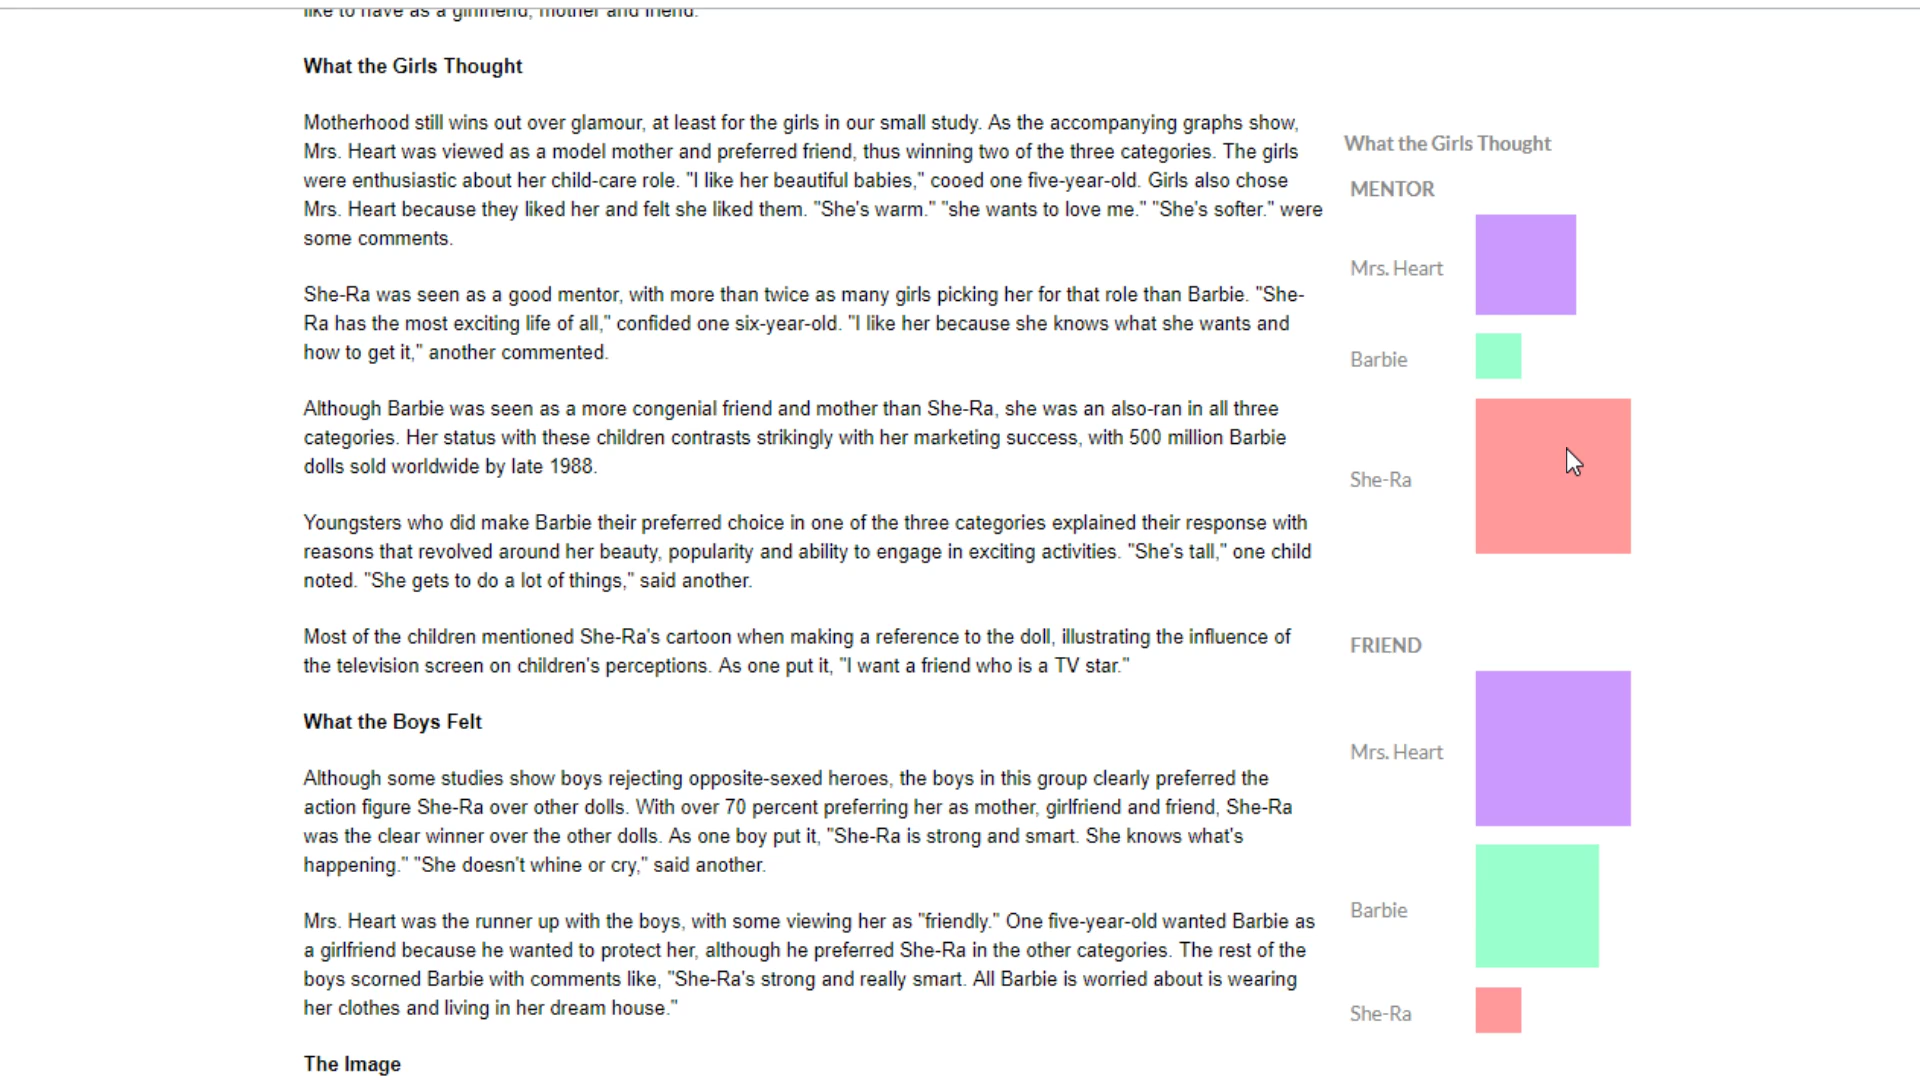 like to have as a girlfriend, mother and friend.
What the Girls Thought
Motherhood still wins out over glamour, at least for the girls in our small study. As the accompanying graphs show,
Mrs. Heart was viewed as a model mother and preferred friend, thus winning two of the three categories. The girls
were enthusiastic about her child-care role. "I like her beautiful babies," cooed one five-year-old. Girls also chose
Mrs. Heart because they liked her and felt she liked them. "She's warm." "she wants to love me." "She's softer." were
some comments.
She-Ra was seen as a good mentor, with more than twice as many girls picking her for that role than Barbie. "She-
Ra has the most exciting life of all," confided one six-year-old. "I like her because she knows what she wants and
how to get it," another commented.
Although Barbie was seen as a more congenial friend and mother than She-Ra, she was an also-ran in all three
categories. Her status with these children contrasts strikingly with her marketing success, with 500 million Barbie
dolls sold worldwide by late 1988.
Youngsters who did make Barbie their preferred choice in one of the three categories explained their response with
reasons that revolved around her beauty, popularity and ability to engage in exciting activities. "She's tall," one child
noted. "She gets to do a lot of things," said another.
Most of the children mentioned She-Ra's cartoon when making a reference to the doll, illustrating the influence of
the television screen on children's perceptions. As one put it, "I want a friend who is a TV star."
What the Boys Felt
Although some studies show boys rejecting opposite-sexed heroes, the boys in this group clearly preferred the
action figure She-Ra over other dolls. With over 70 percent preferring her as mother, girlfriend and friend, She-Ra
was the clear winner over the other dolls. As one boy put it, "She-Ra is strong and smart. She knows what's
happening." "She doesn't whine or cry," said another.
Mrs. Heart was the runner up with the boys, with some viewing her as "friendly." One five-year-old wanted Barbie as
a girlfriend because he wanted to protect her, although he preferred She-Ra in the other categories. The rest of the
boys scorned Barbie with comments like, "She-Ra's strong and really smart. All Barbie is worried about is wearing
her clothes and living in her dream house."
The Image
What the Girls Thought
MENTOR
Mrs. Heart
Barbie
She-Ra
FRIEND
Mrs. Heart
Barbie
She-Ra